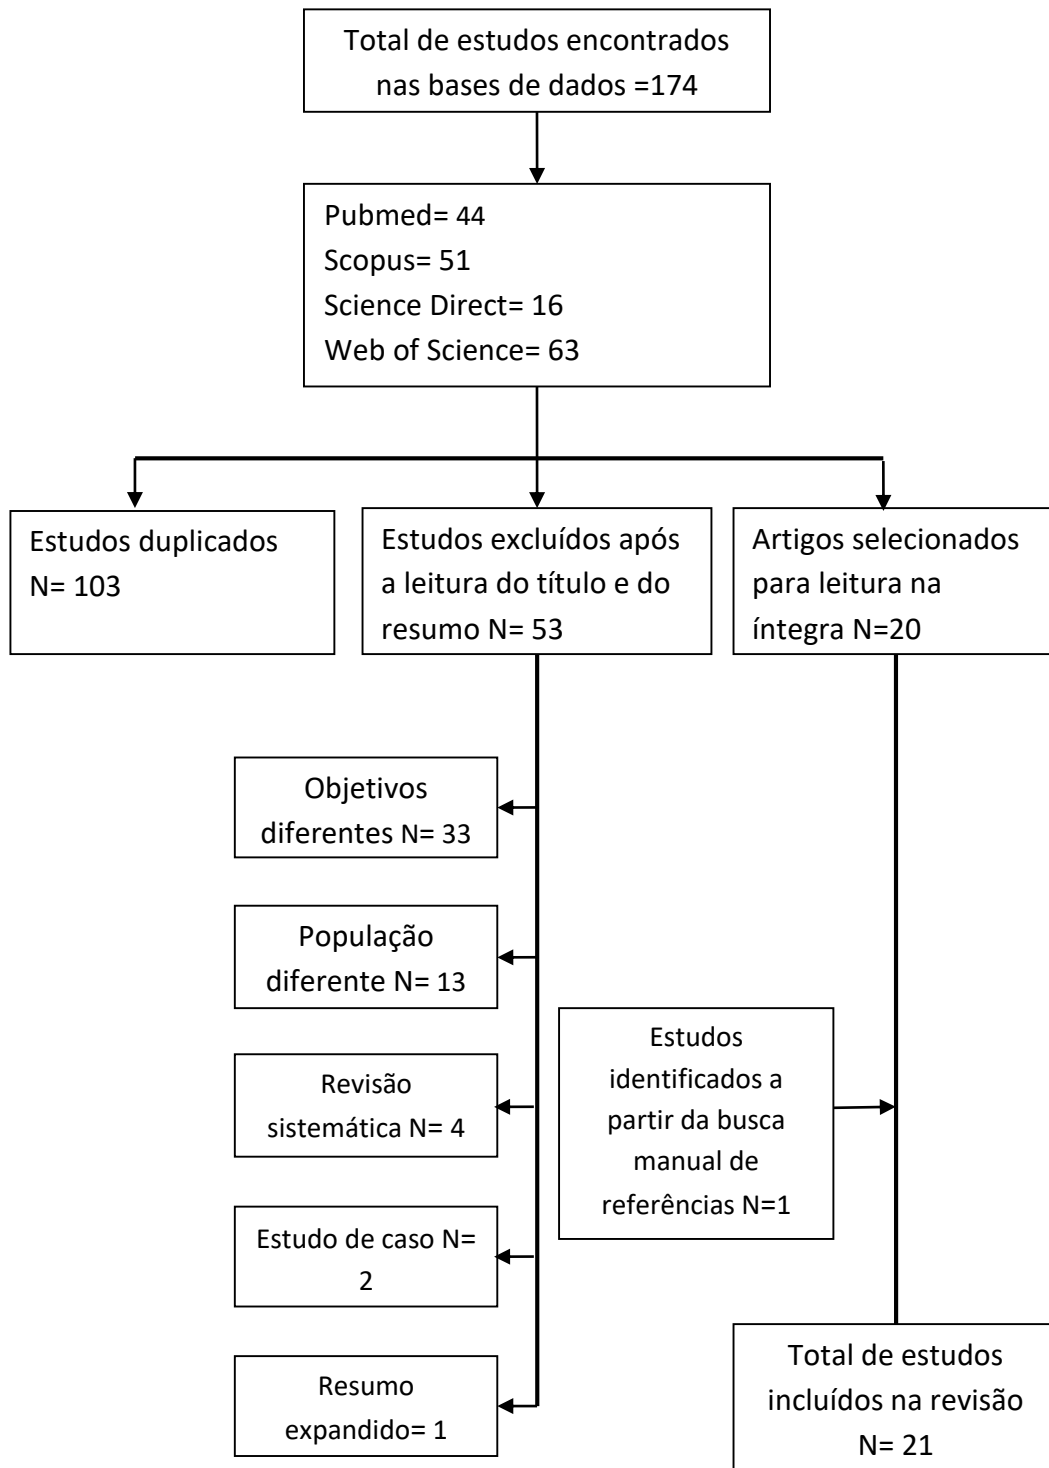 Total de estudos encontrados
nas bases de dados =174
Pubmed= 44
Scopus= 51
Science Direct= 16
Web of Science= 63
Estudos duplicados
N= 103
Estudos excluídos após
a leitura do título e do
resumo N= 53
Artigos selecionados
para leitura na
íntegra N=20
Objetivos
diferentes N= 33
População
diferente N= 13
Revisão
sistemática N= 4
Estudo de caso N=
2
Resumo
expandido= 1
Estudos
identificados a
partir da busca
manual de
referências N=1
Total de estudos
incluídos na revisão
N= 21